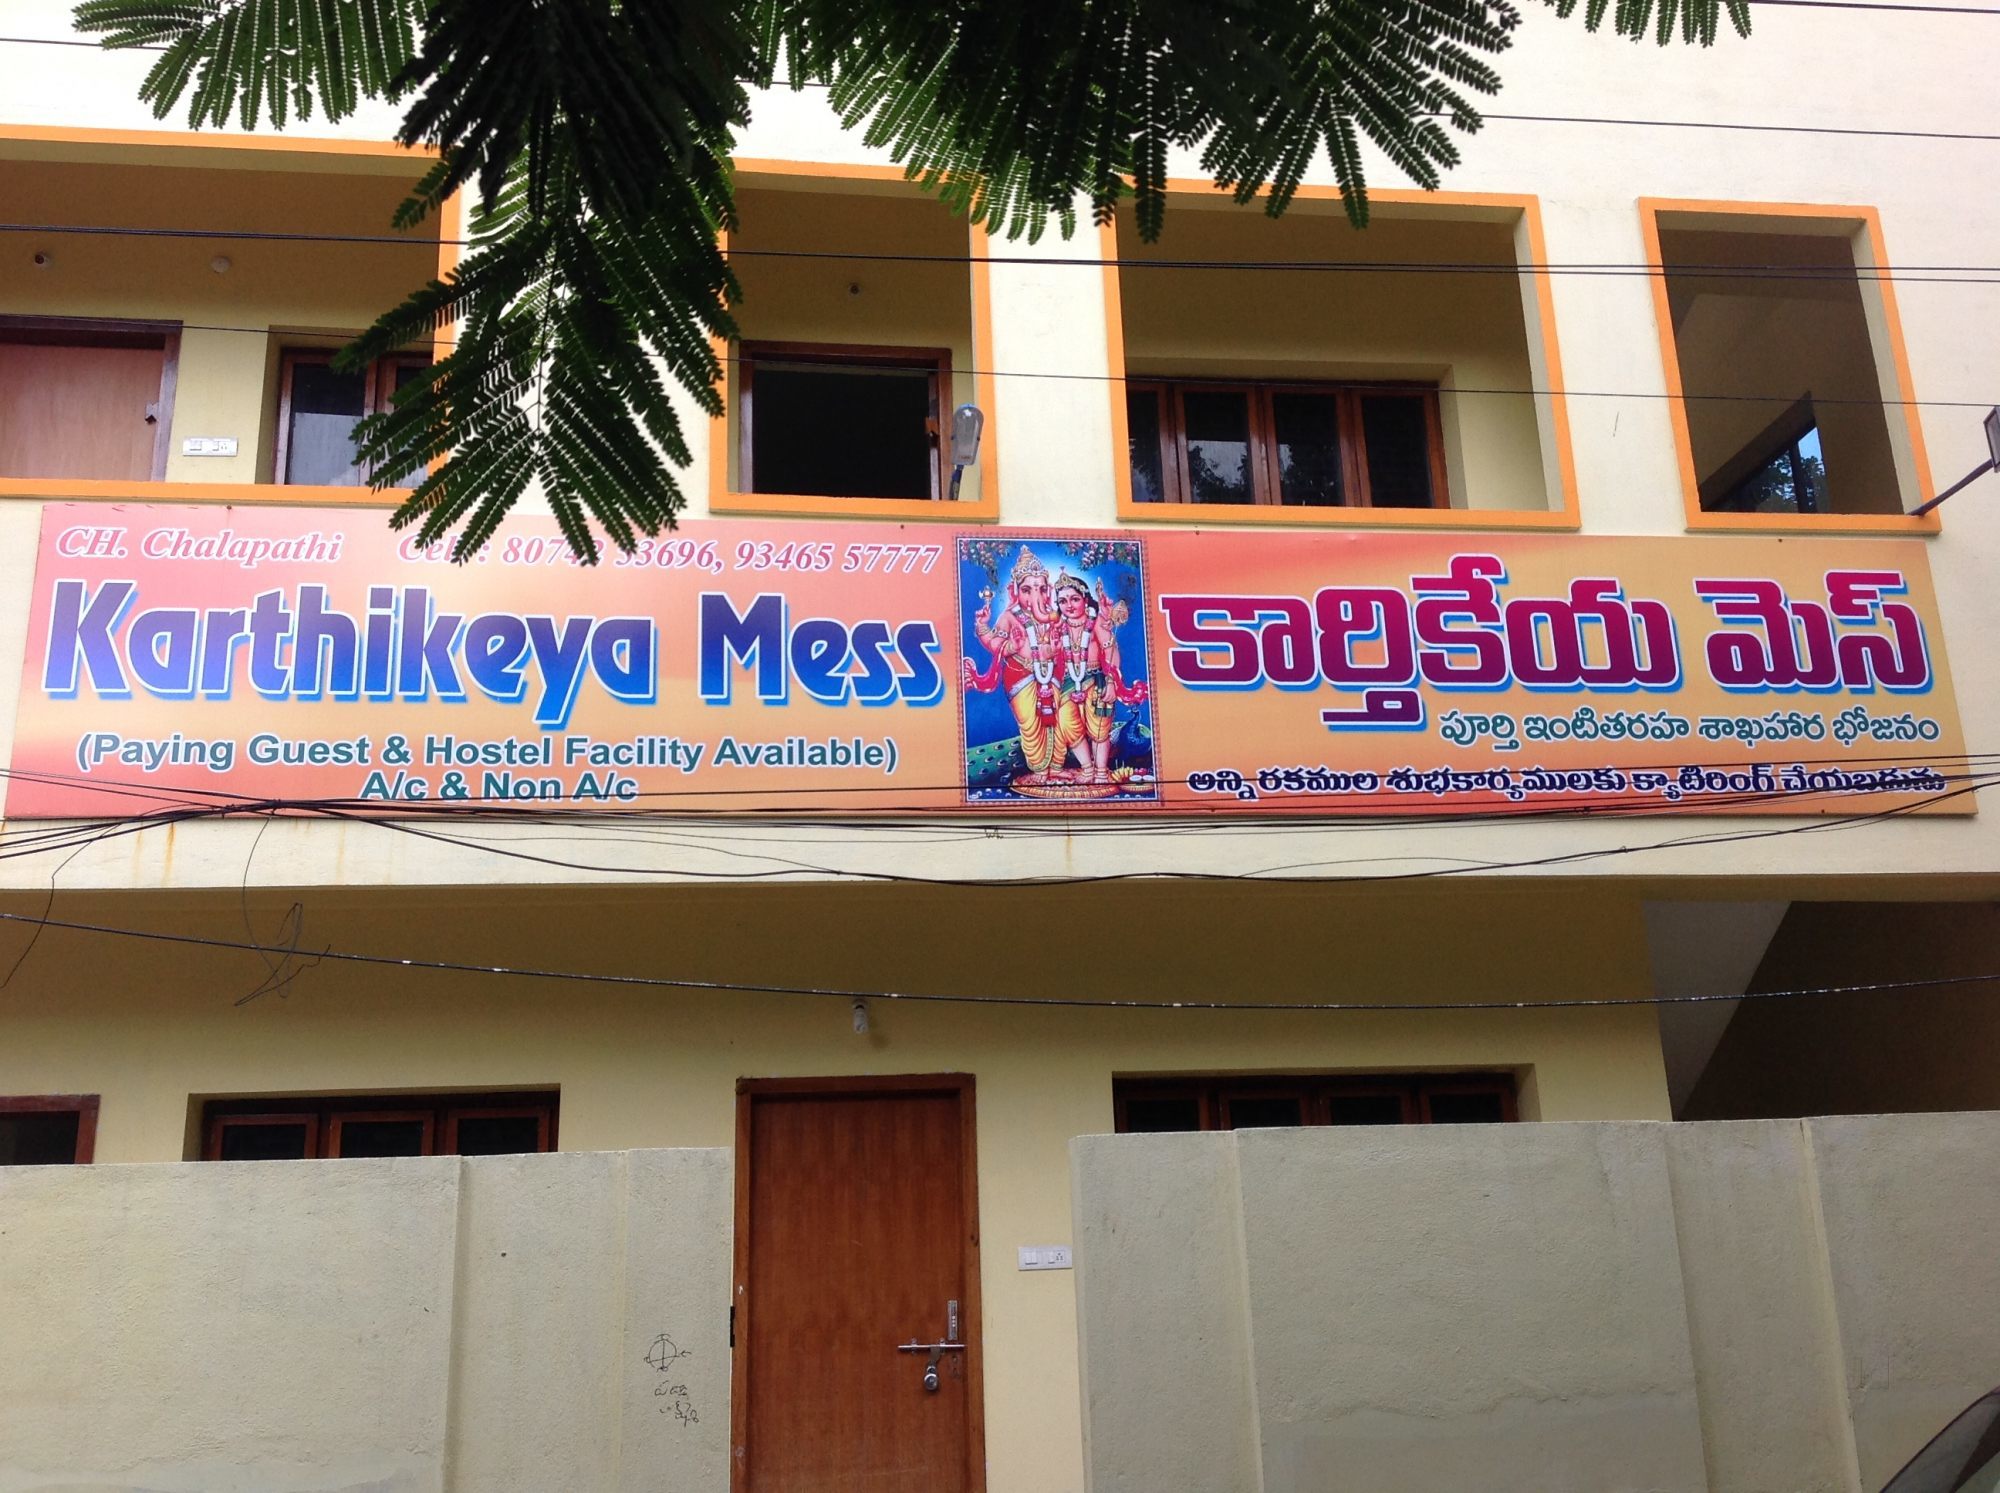 CH. Chalapathi 93465 57777
Karthikeya Mess
(Paying Guest & Hostel Facility Available)
A/c & Non A/c
కార్తికేయ మెస్
పూర్తి ఇంటితరహ శాఖహార భోజనం
అన్ని రకముల శుభకార్యములకు క్యాటరింగ్ చేయబడును